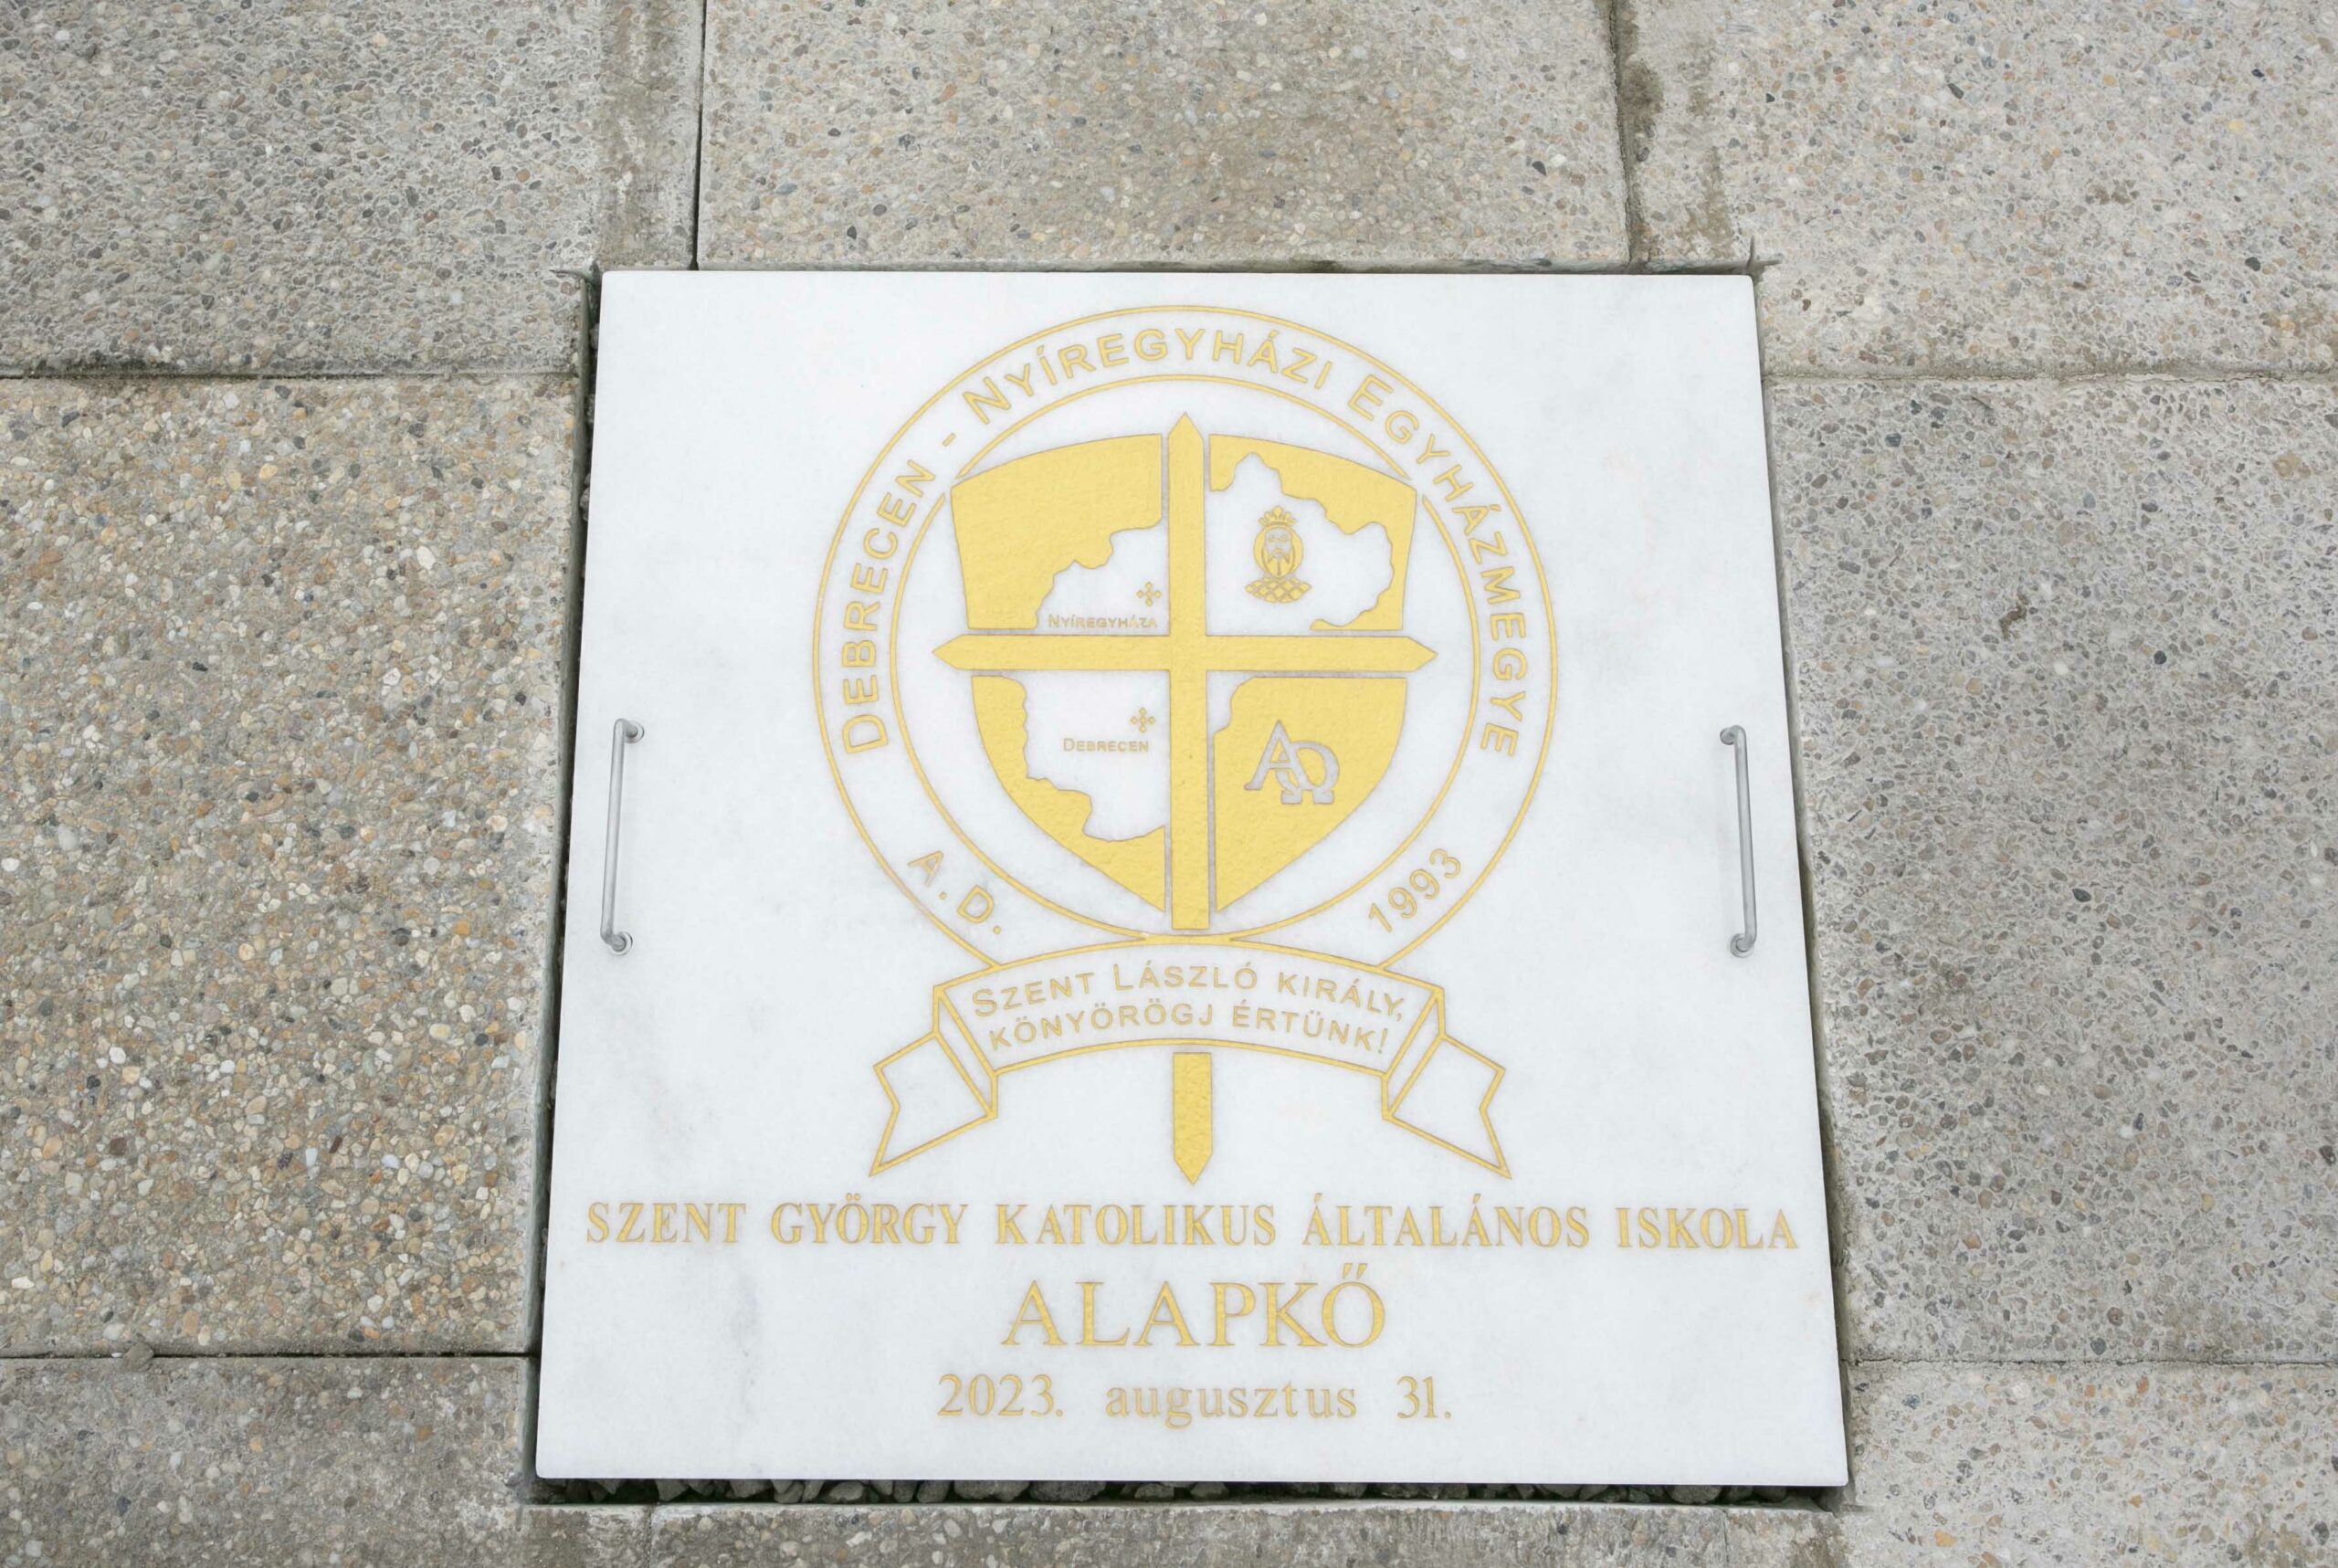 DEBRECEN - NYÍREGYHÁZI EGYHÁZMEGYE
NYÍREGYHÁZA
DEBRECEN
ΑΩ
A.D. 1993
SZENT LÁSZLÓ KIRÁLY,
KÖNYÖRÖGJ ÉRTÜNK!
SZENT GYÖRGY KATOLIKUS ÁLTALÁNOS ISKOLA
ALAPKŐ
2023. augusztus 31.